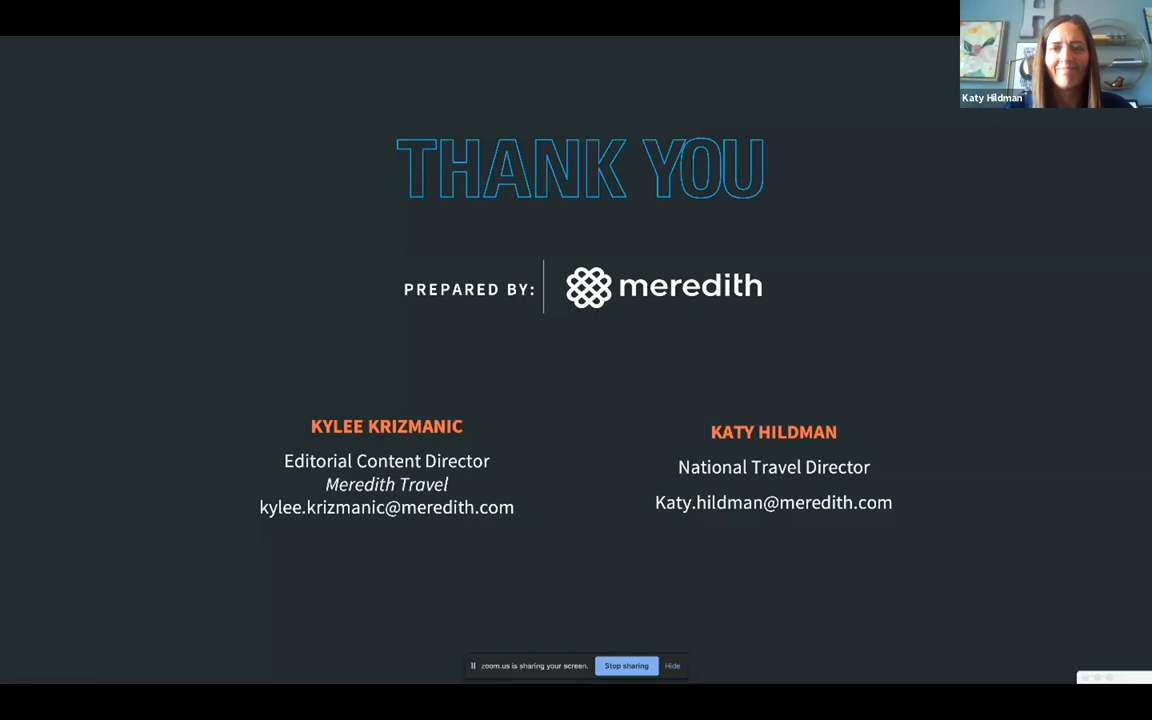 Katy Hildman
THANK YOU
PREPARED BY:
meredith
KYLEE KRIZMANIC
Editorial Content Director
Meredith Travel
kylee.krizmanic@meredith.com
KATY HILDMAN
National Travel Director
Katy.hildman@meredith.com
zoom.us is sharing your screen.
Stop sharing
Hide